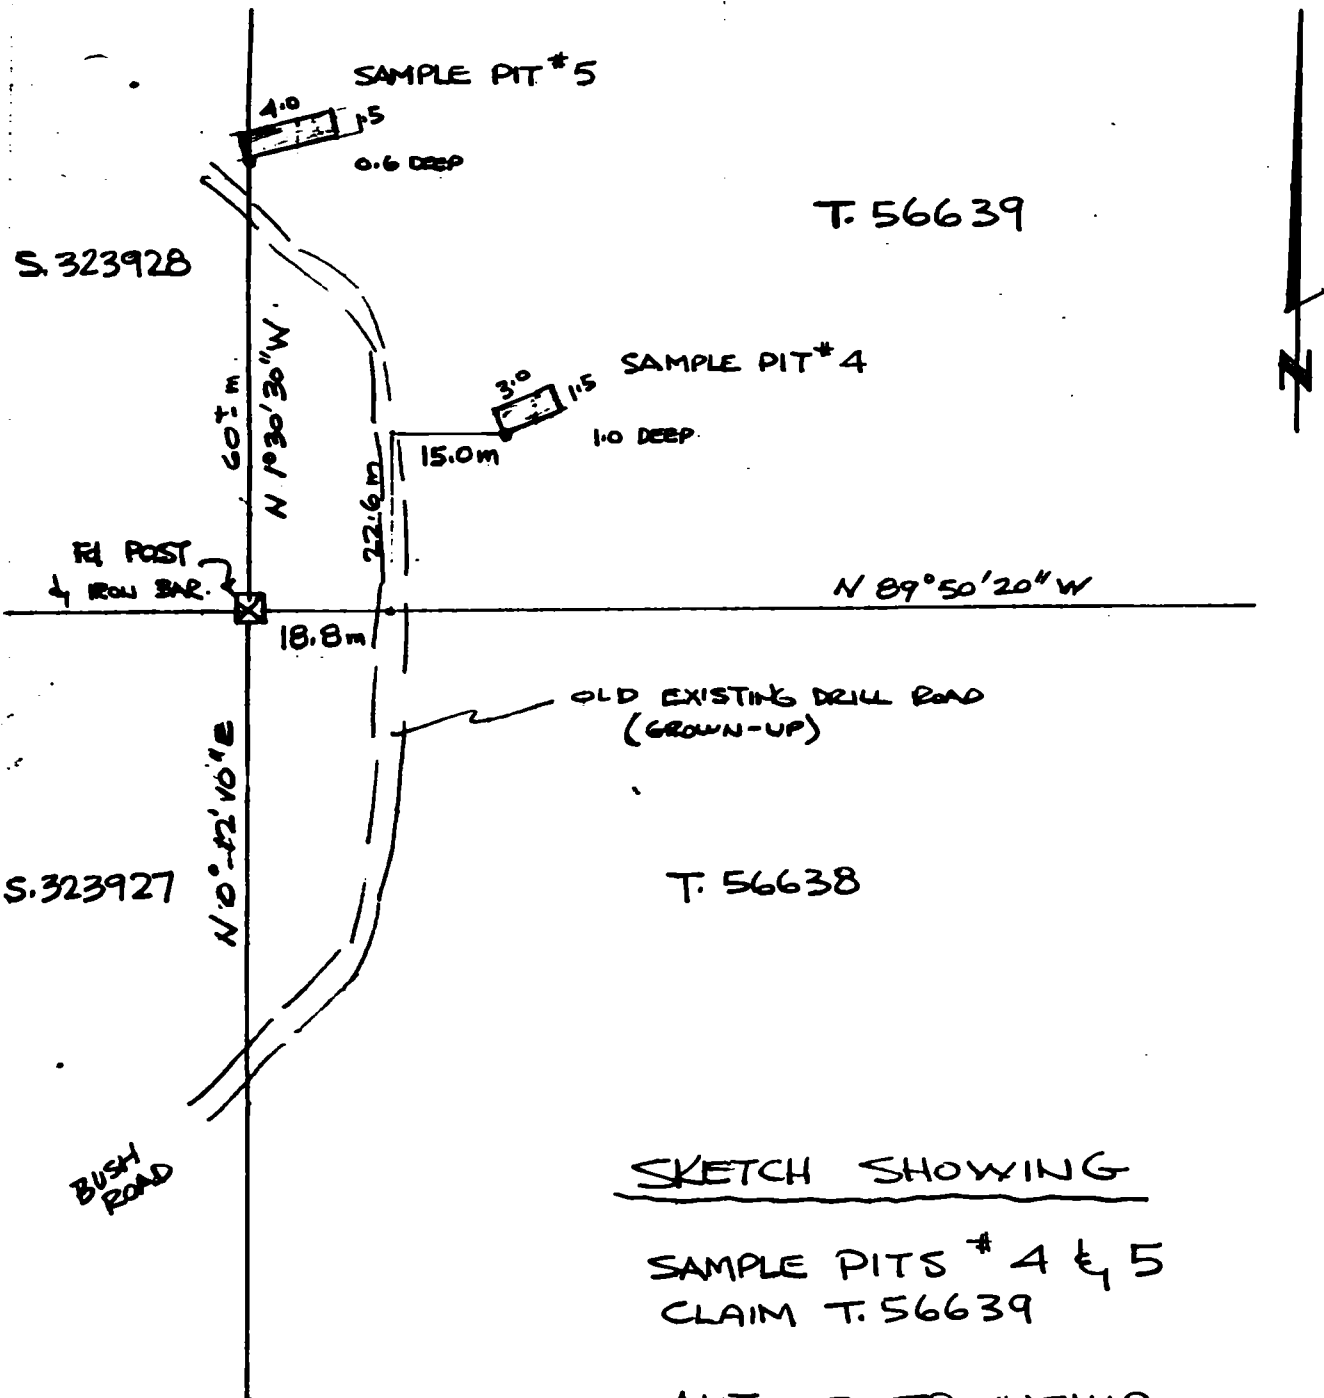 SAMPLE PIT #5
4.0
1.5
0.6 DEEP
T. 56639
S. 323928
60± m.
N 1°30'30"W.
SAMPLE PIT #4
3.0
1.5
1.0 DEEP
15.0m
22.6m
N
Fd POST
& IRON BAR.
N 89°50'20"W
18.8m
OLD EXISTING DRILL ROAD
(GROWN-UP)
S. 323927
T. 56638
BUSH
ROAD
SKETCH SHOWING
SAMPLE PITS #4 & 5
CLAIM T. 56639